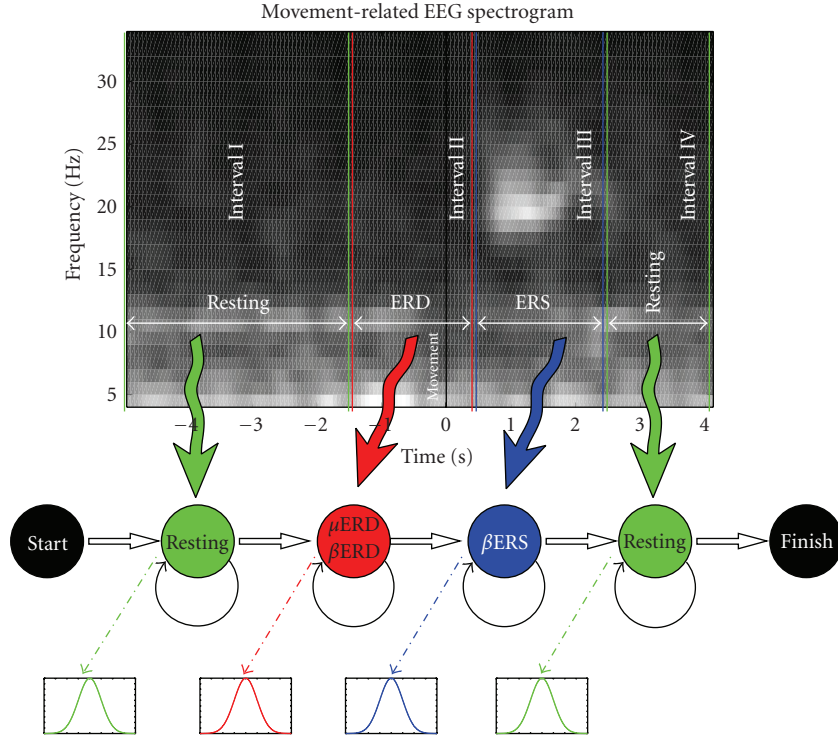 Movement-related EEG spectrogram
Frequency (Hz)
30
25
20
15
10
5
Interval I
Interval II
Interval III
Interval IV
Resting
ERD
ERS
Resting
Movement
−4
−3
−2
−1
0
1
2
3
4
Time (s)
Start
Resting
μERD
βERD
βERS
Resting
Finish